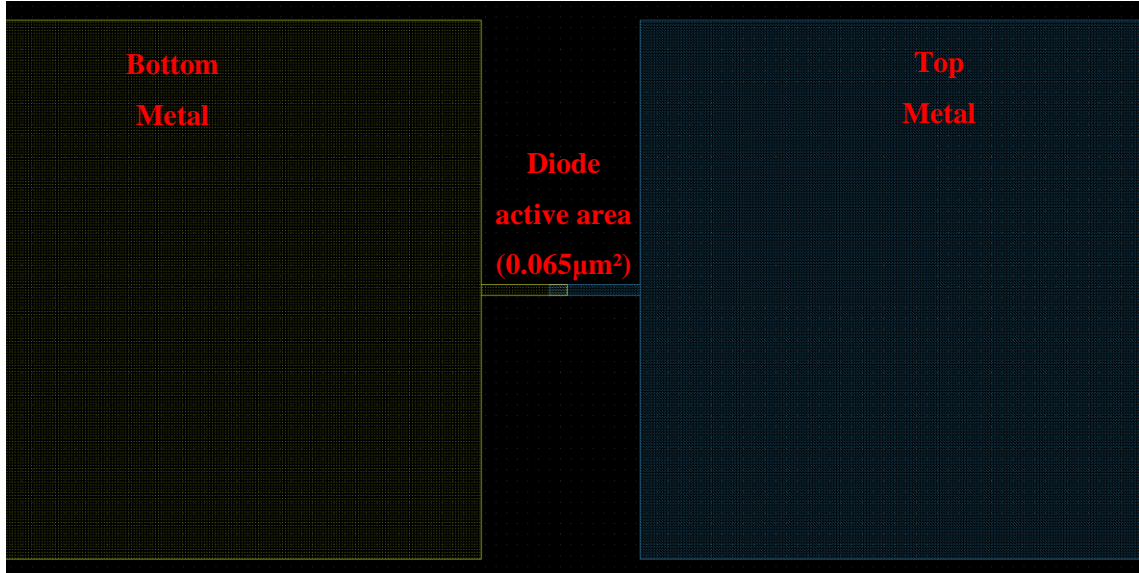 Bottom
Metal
Top
Metal
Diode
active area
(0.065μm²)